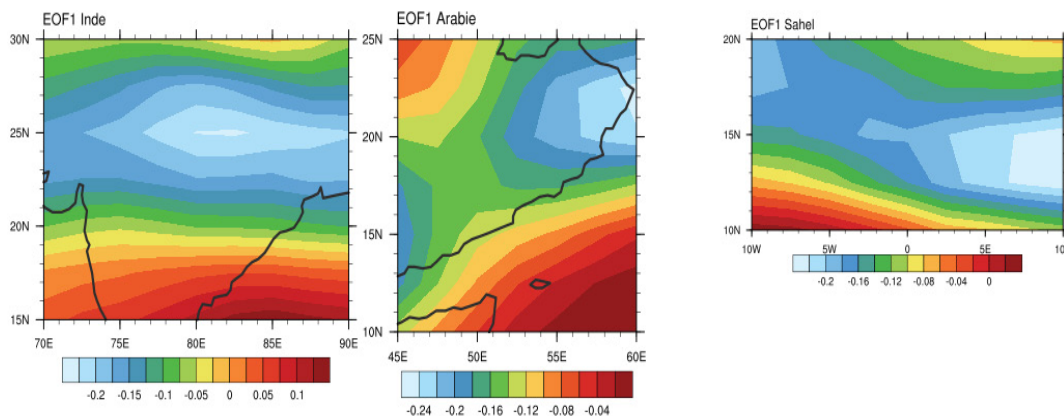 EOF1 Inde
30N
25N
20N
15N
70E 75E 80E 85E 90E
-0.2 -0.15 -0.1 -0.05 0 0.05 0.1
EOF1 Arabie
25N
20N
15N
10N
45E 50E 55E 60E
-0.24 -0.2 -0.16 -0.12 -0.08 -0.04
EOF1 Sahel
20N
15N
10N
10W 5W 0 5E 10
-0.2 -0.16 -0.12 -0.08 -0.04 0